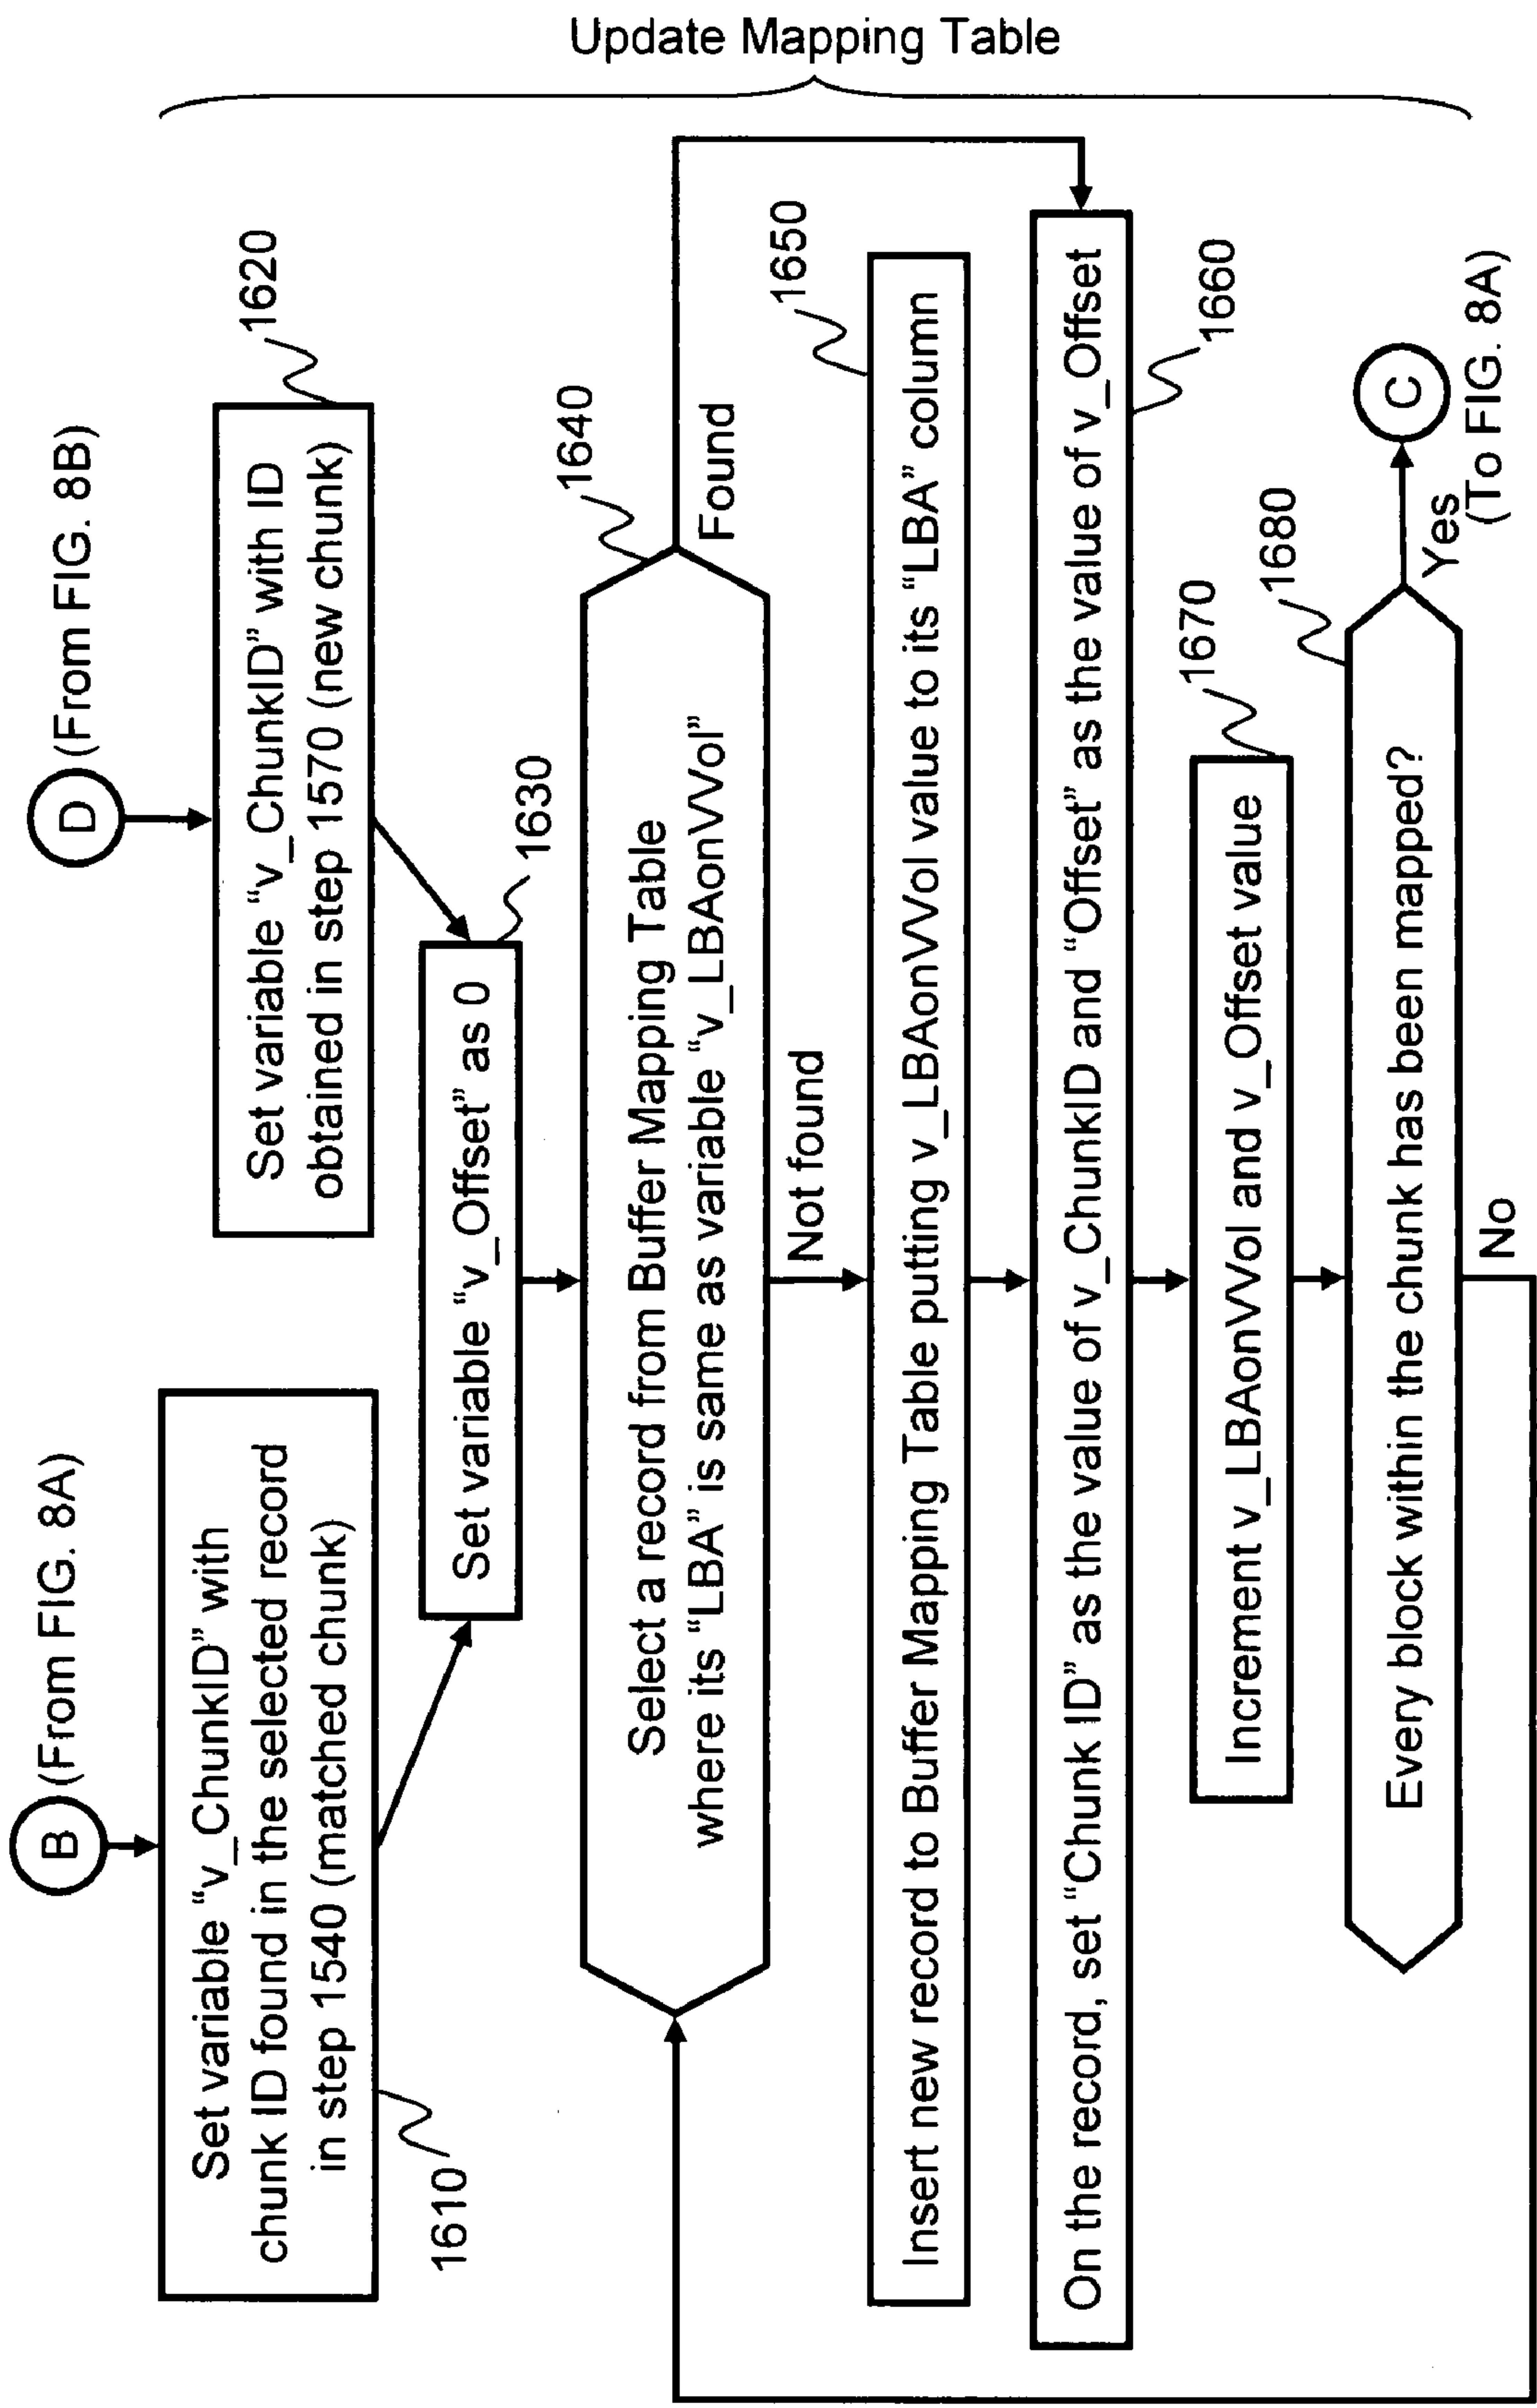 B (From FIG. 8A)
D (From FIG. 8B)
Set variable “v_ChunkID” with
chunk ID found in the selected record
in step 1540 (matched chunk)
1610
Set variable “v_ChunkID” with ID
obtained in step 1570 (new chunk)
1620
Set variable “v_Offset” as 0
1630
Select a record from Buffer Mapping Table
where its “LBA” is same as variable “v_LBAonVVol”
1640
Found
Not found
Insert new record to Buffer Mapping Table putting v_LBAonVVol value to its “LBA” column
1650
On the record, set “Chunk ID” as the value of v_ChunkID and “Offset” as the value of v_Offset
1660
Increment v_LBAonVVol and v_Offset value
1670
Every block within the chunk has been mapped?
1680
Yes
C
(To FIG. 8A)
No
Update Mapping Table